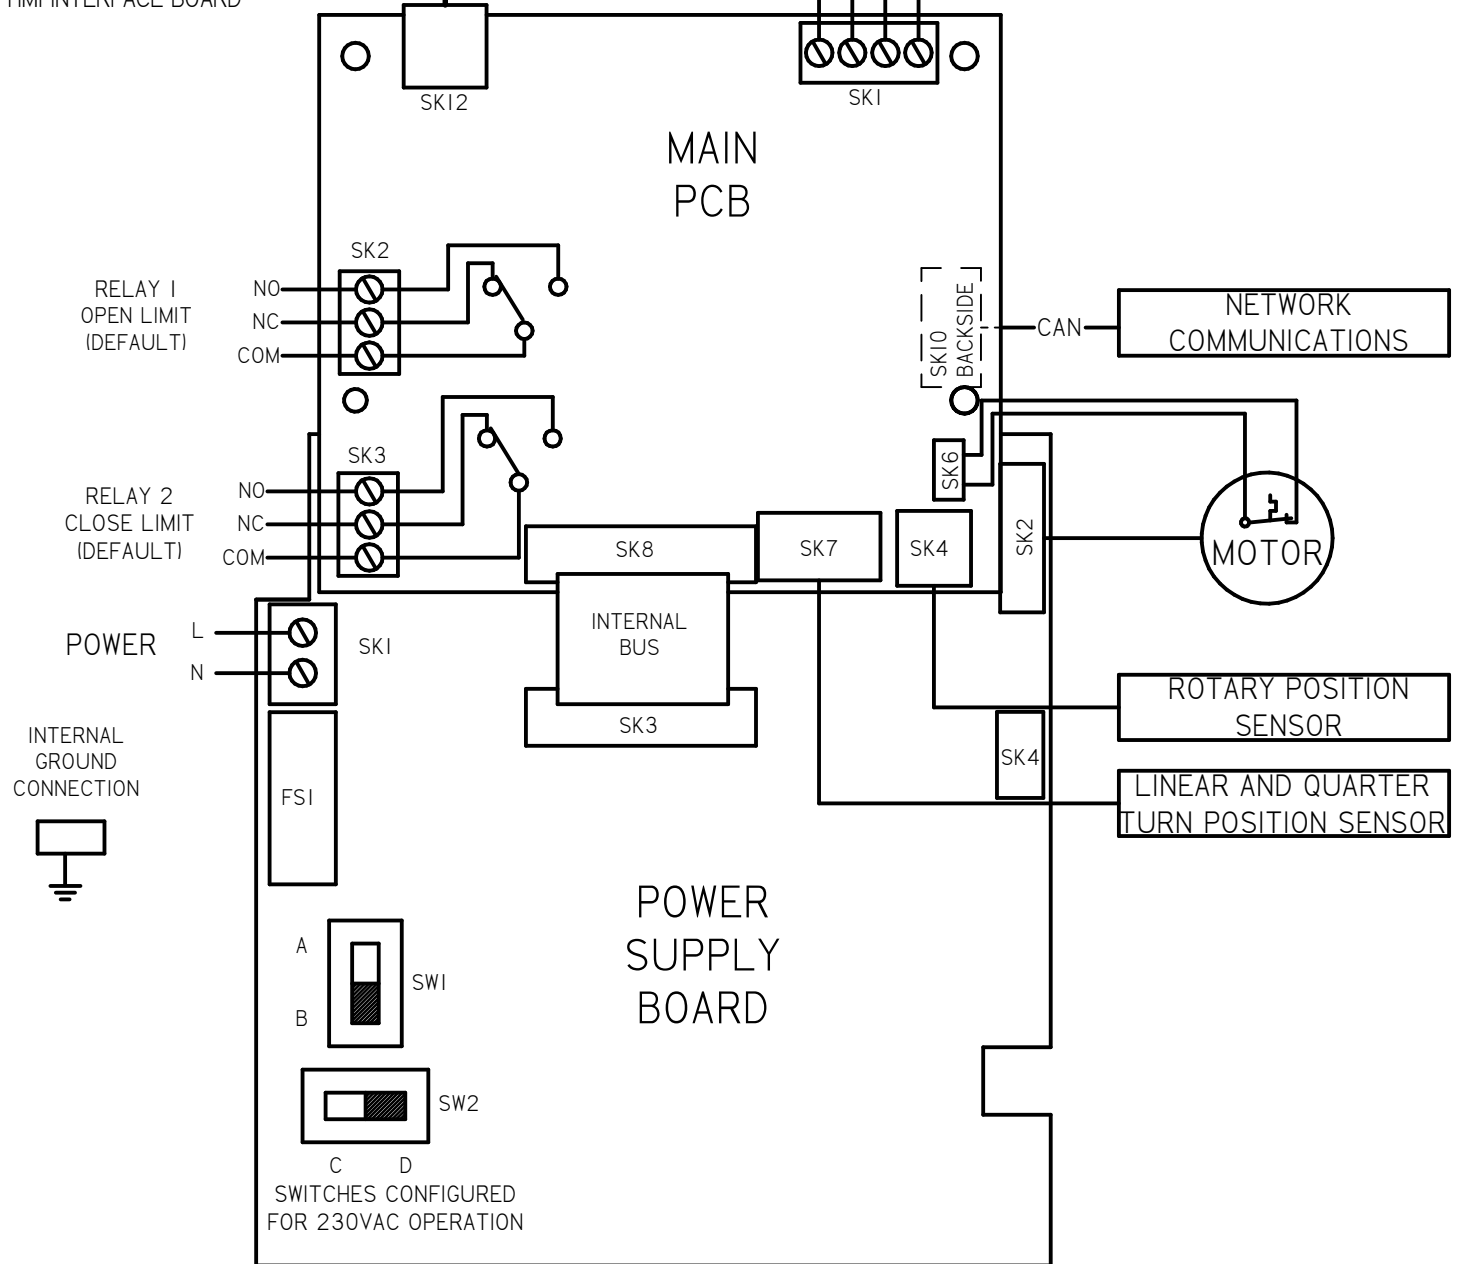 HMI INTERFACE BOARD
SK12
SK1
MAIN
PCB
SK2
RELAY 1
OPEN LIMIT
(DEFAULT)
NO
NC
COM
SK10
BACKSIDE
CAN
NETWORK
COMMUNICATIONS
SK3
RELAY 2
CLOSE LIMIT
(DEFAULT)
NO
NC
COM
SK6
SK8
SK7
SK4
SK2
MOTOR
POWER
L
N
SK1
INTERNAL
BUS
SK3
ROTARY POSITION
SENSOR
SK4
LINEAR AND QUARTER
TURN POSITION SENSOR
INTERNAL
GROUND
CONNECTION
FS1
POWER
SUPPLY
BOARD
A
B
SW1
SW2
C D
SWITCHES CONFIGURED
FOR 230VAC OPERATION